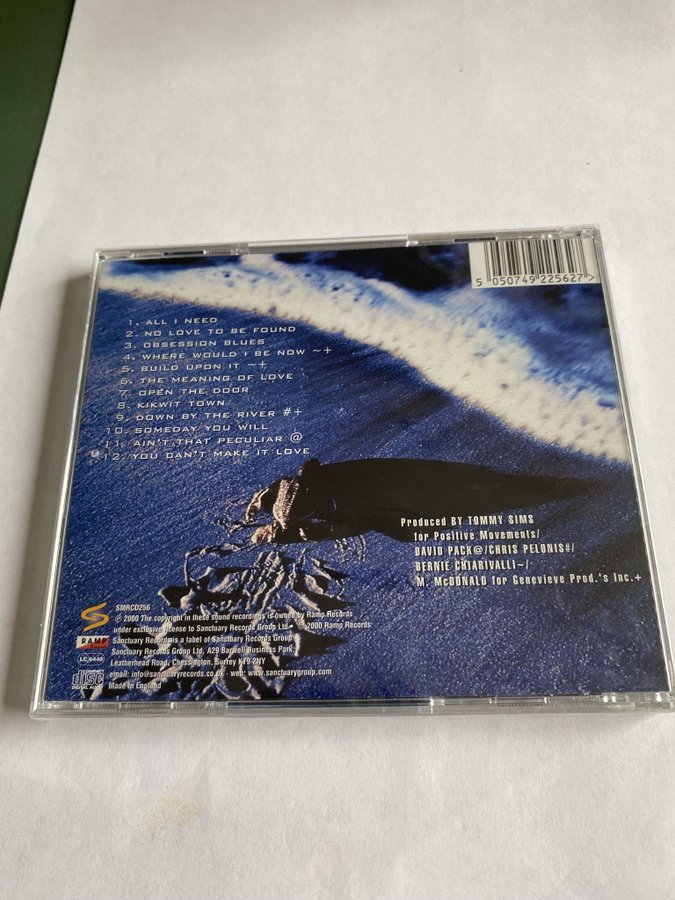 5 050749 225627 >
1. ALL I NEED
2. NO LOVE TO BE FOUND
3. OBSESSION BLUES
4. WHERE WOULD I BE NOW ~+
5. BUILD UPON IT ~+
6. THE MEANING OF LOVE
7. OPEN THE DOOR
8. KIKWIT TOWN
9. DOWN BY THE RIVER #+
10. SOMEDAY YOU WILL
11. AIN'T THAT PECULIAR @
12. YOU CAN'T MAKE IT LOVE
Produced BY TOMMY SIMS
for Positive Movements/
DAVID PACK@/CHRIS PELONIS#/
BERNIE CHIARIVALLI~/
M. McDONALD for Genevieve Prod.'s Inc.+
SMRCD256
℗ 2000 The copyright in these sound recordings is owned by Ramp Records
under exclusive license to Sanctuary Records Group Ltd. © 2000 Ramp Records
Sanctuary Records is a label of Sanctuary Records Group
Sanctuary Records Group Ltd, A29 Barwell Business Park,
Leatherhead Road, Chessington, Surrey KT9 2NY
email: info@sanctuaryrecords.co.uk - web: www.sanctuarygroup.com
Made in England
RAMP
LC 6448
COMPACT
disc
DIGITAL AUDIO